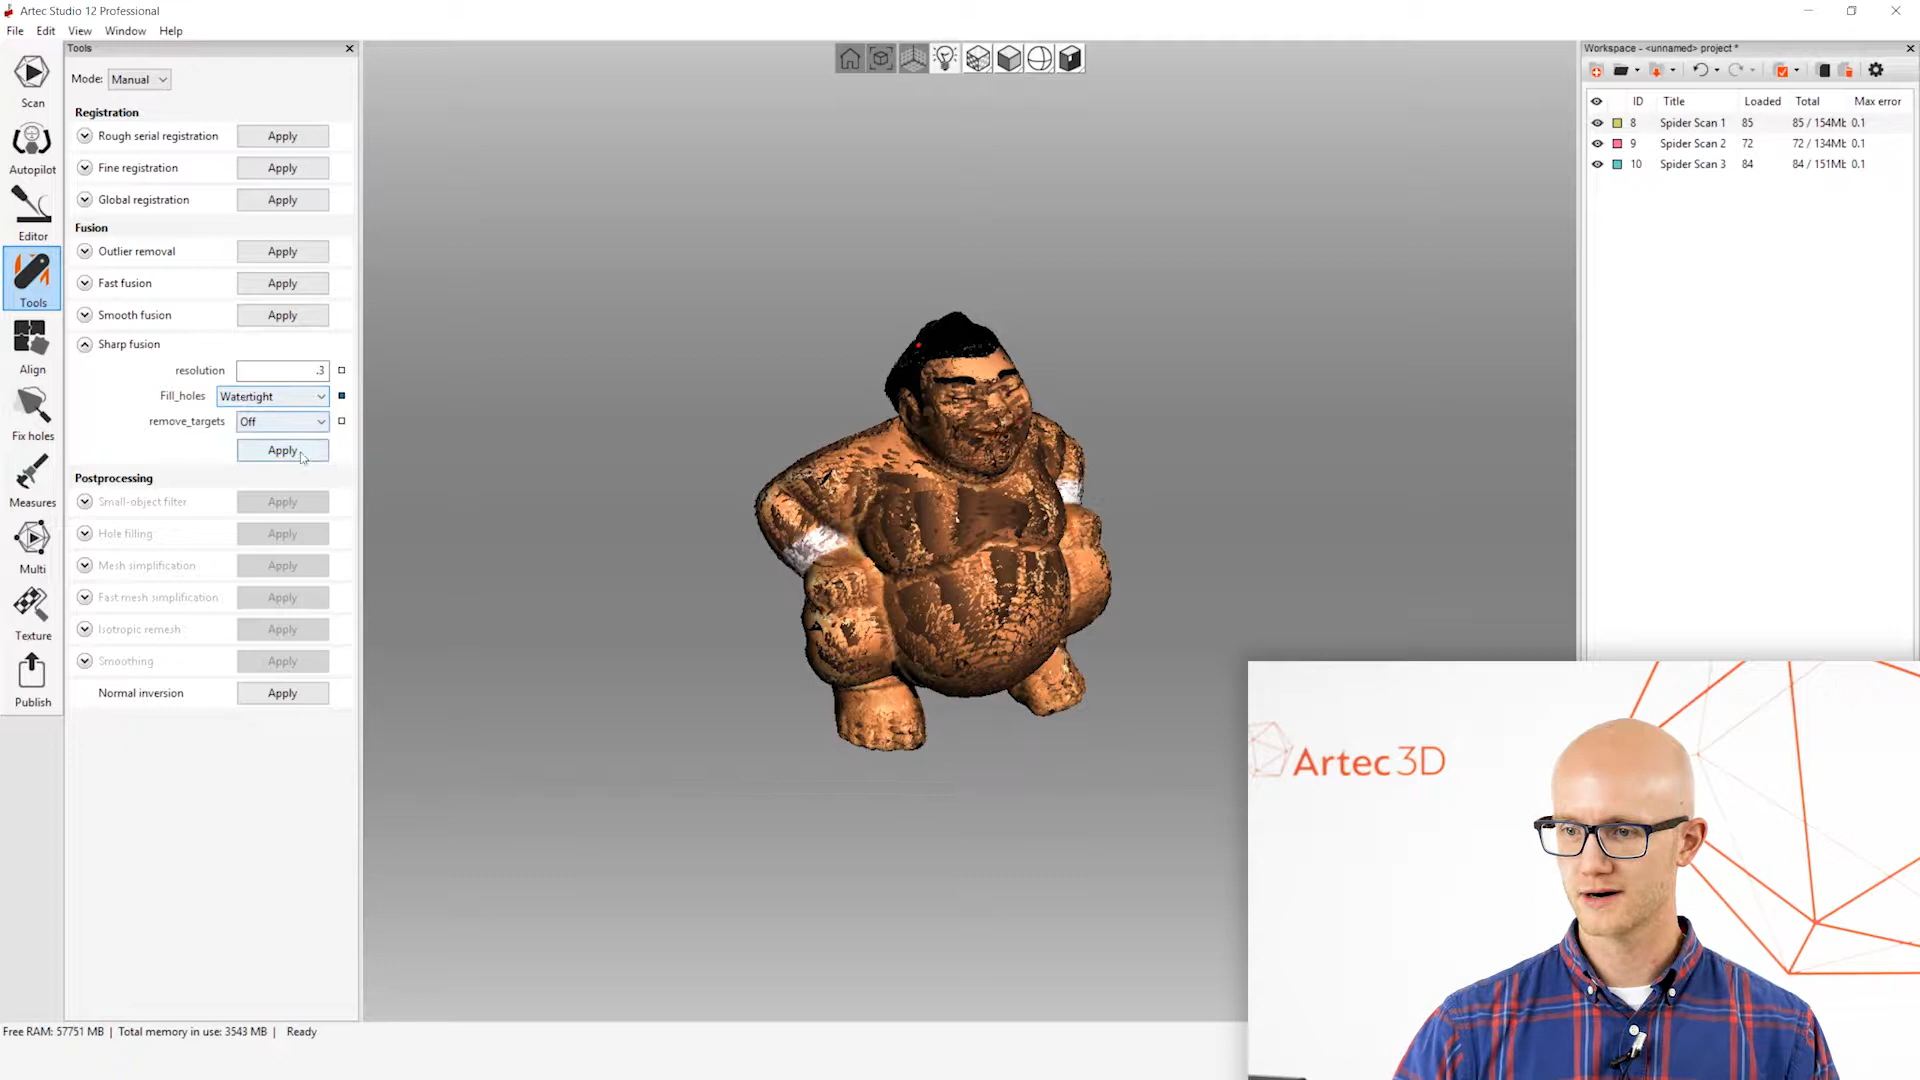 Artec Studio 12 Professional
File Edit View Window Help
Tools
Workspace - <unnamed> project *
Mode: Manual
Registration
Rough serial registration Apply
Fine registration Apply
Global registration Apply
Fusion
Outlier removal Apply
Fast fusion Apply
Smooth fusion Apply
Sharp fusion
resolution .3
Fill_holes Watertight
remove_targets Off
Apply
Postprocessing
Small-object filter Apply
Hole filling Apply
Mesh simplification Apply
Fast mesh simplification Apply
Isotropic remesh Apply
Smoothing Apply
Normal inversion Apply
Scan
Autopilot
Editor
Tools
Align
Fix holes
Measures
Multi
Texture
Publish
ID Title Loaded Total Max error
8 Spider Scan 1 85 85 / 154Mb 0.1
9 Spider Scan 2 72 72 / 134Mb 0.1
10 Spider Scan 3 84 84 / 151Mb 0.1
Artec 3D
Free RAM: 57751 MB | Total memory in use: 3543 MB | Ready